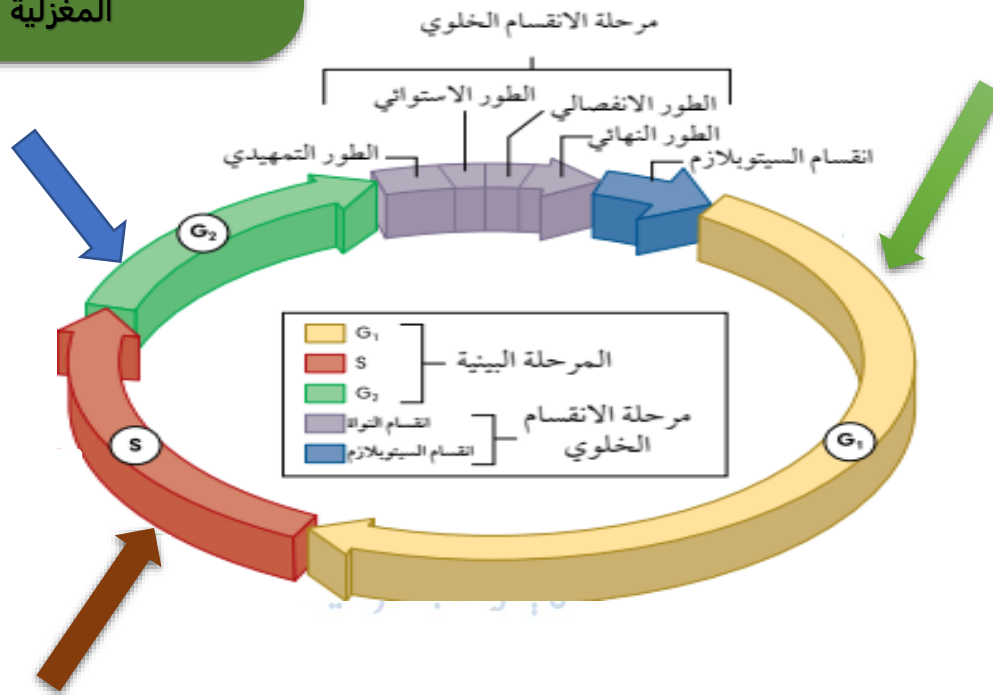 المغزلية
مرحلة الانقسام الخلوي
الطور الاستوائي
الطور الانفصالي
الطور النهائي
الطور التمهيدي
انقسام السيتوبلازم
G₂
G₁
S
G₁
S
G₂
المرحلة البينية
انقسام النواة
انقسام السيتوبلازم
مرحلة الانقسام
الخلوي